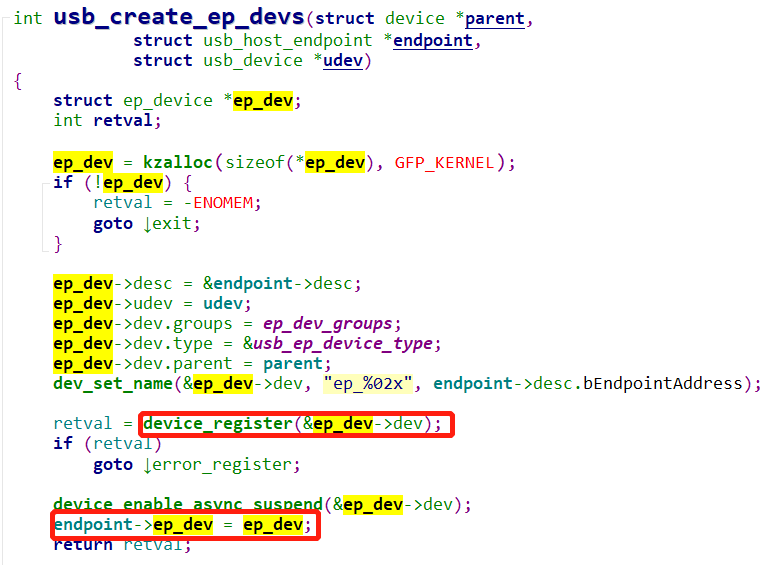 int usb_create_ep_devs(struct device *parent,
struct usb_host_endpoint *endpoint,
struct usb_device *udev)
{
struct ep_device *ep_dev;
int retval;
ep_dev = kzalloc(sizeof(*ep_dev), GFP_KERNEL);
if (!ep_dev) {
retval = -ENOMEM;
goto ↓exit;
}
ep_dev->desc = &endpoint->desc;
ep_dev->udev = udev;
ep_dev->dev.groups = ep_dev_groups;
ep_dev->dev.type = &usb_ep_device_type;
ep_dev->dev.parent = parent;
dev_set_name(&ep_dev->dev, "ep_%02x", endpoint->desc.bEndpointAddress);
retval = device_register(&ep_dev->dev);
if (retval)
goto ↓error_register;
device_enable_async_suspend(&ep_dev->dev);
endpoint->ep_dev = ep_dev;
return retval;